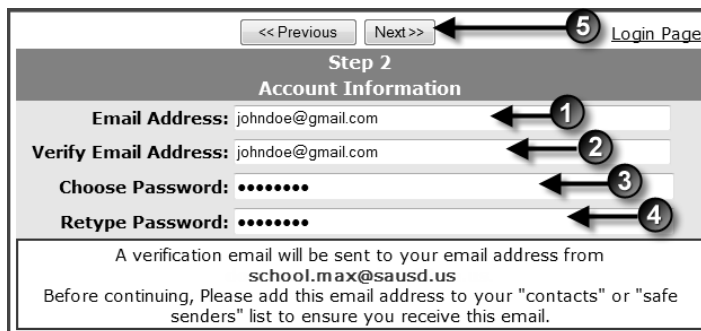 << Previous Next >> 5 Login Page
Step 2
Account Information
Email Address: johndoe@gmail.com 1
Verify Email Address: johndoe@gmail.com 2
Choose Password: •••••••• 3
Retype Password: •••••••• 4
A verification email will be sent to your email address from
school.max@sausd.us
Before continuing, Please add this email address to your "contacts" or "safe
senders" list to ensure you receive this email.